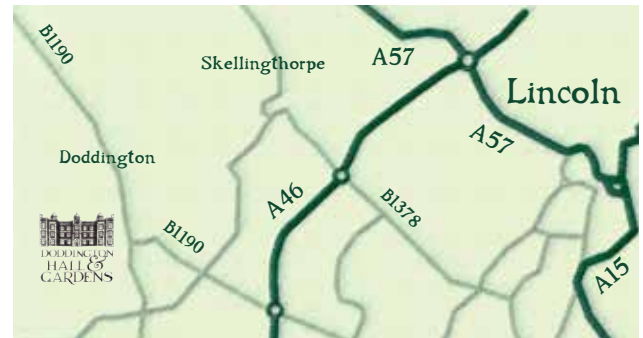 B1190
Skellingthorpe
A57
Lincoln
A57
Doddington
A46
B1378
B1190
DODDINGTON
HALL &
GARDENS
A15